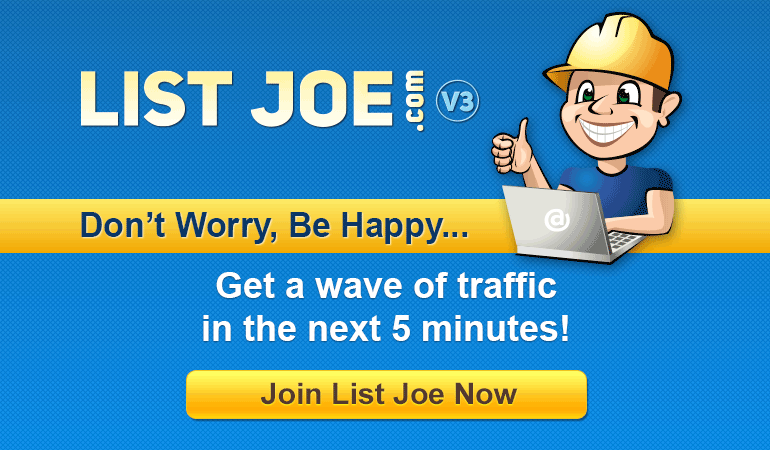 LIST JOE.com V3
@
Don't Worry, Be Happy...
Get a wave of traffic
in the next 5 minutes!
Join List Joe Now